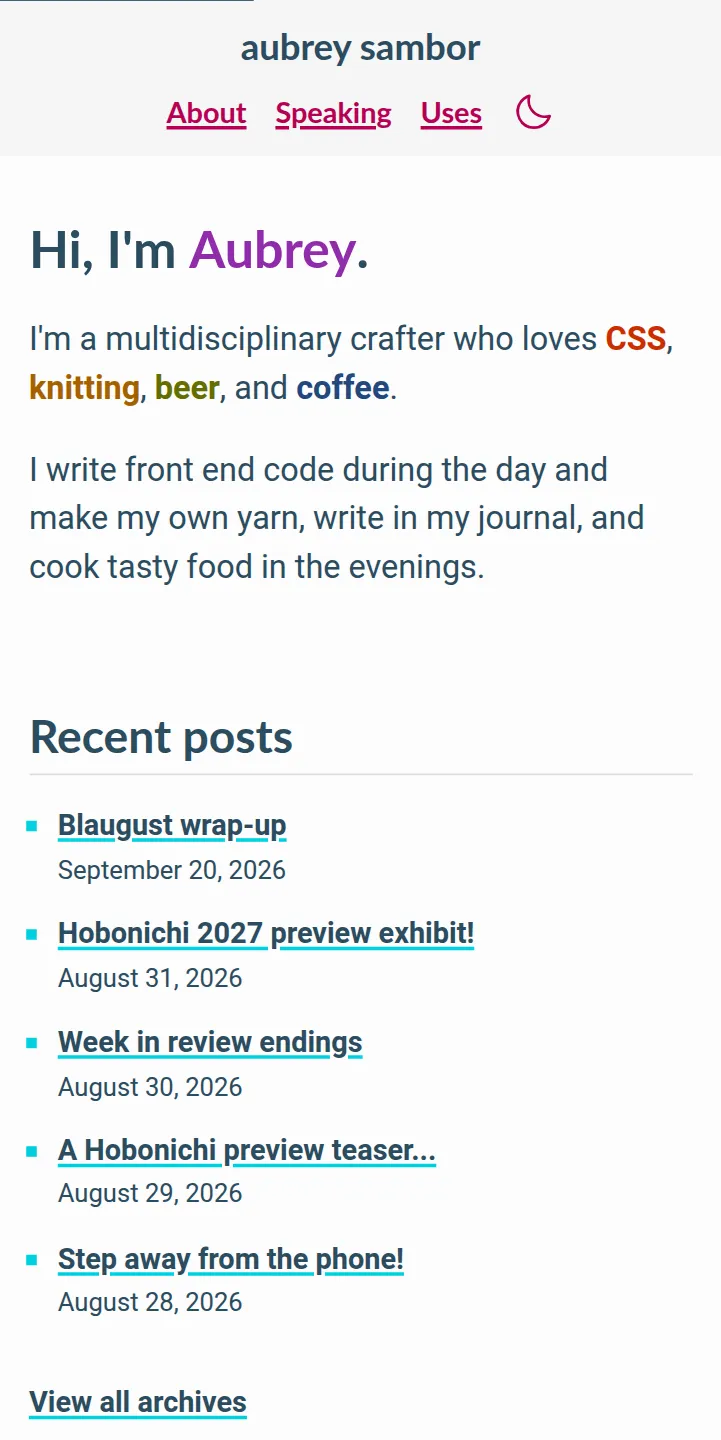 aubrey sambor
About Speaking Uses
Hi, I'm Aubrey.
I'm a multidisciplinary crafter who loves CSS,
knitting, beer, and coffee.
I write front end code during the day and
make my own yarn, write in my journal, and
cook tasty food in the evenings.
Recent posts
Blaugust wrap-up
September 20, 2026
Hobonichi 2027 preview exhibit!
August 31, 2026
Week in review endings
August 30, 2026
A Hobonichi preview teaser...
August 29, 2026
Step away from the phone!
August 28, 2026
View all archives